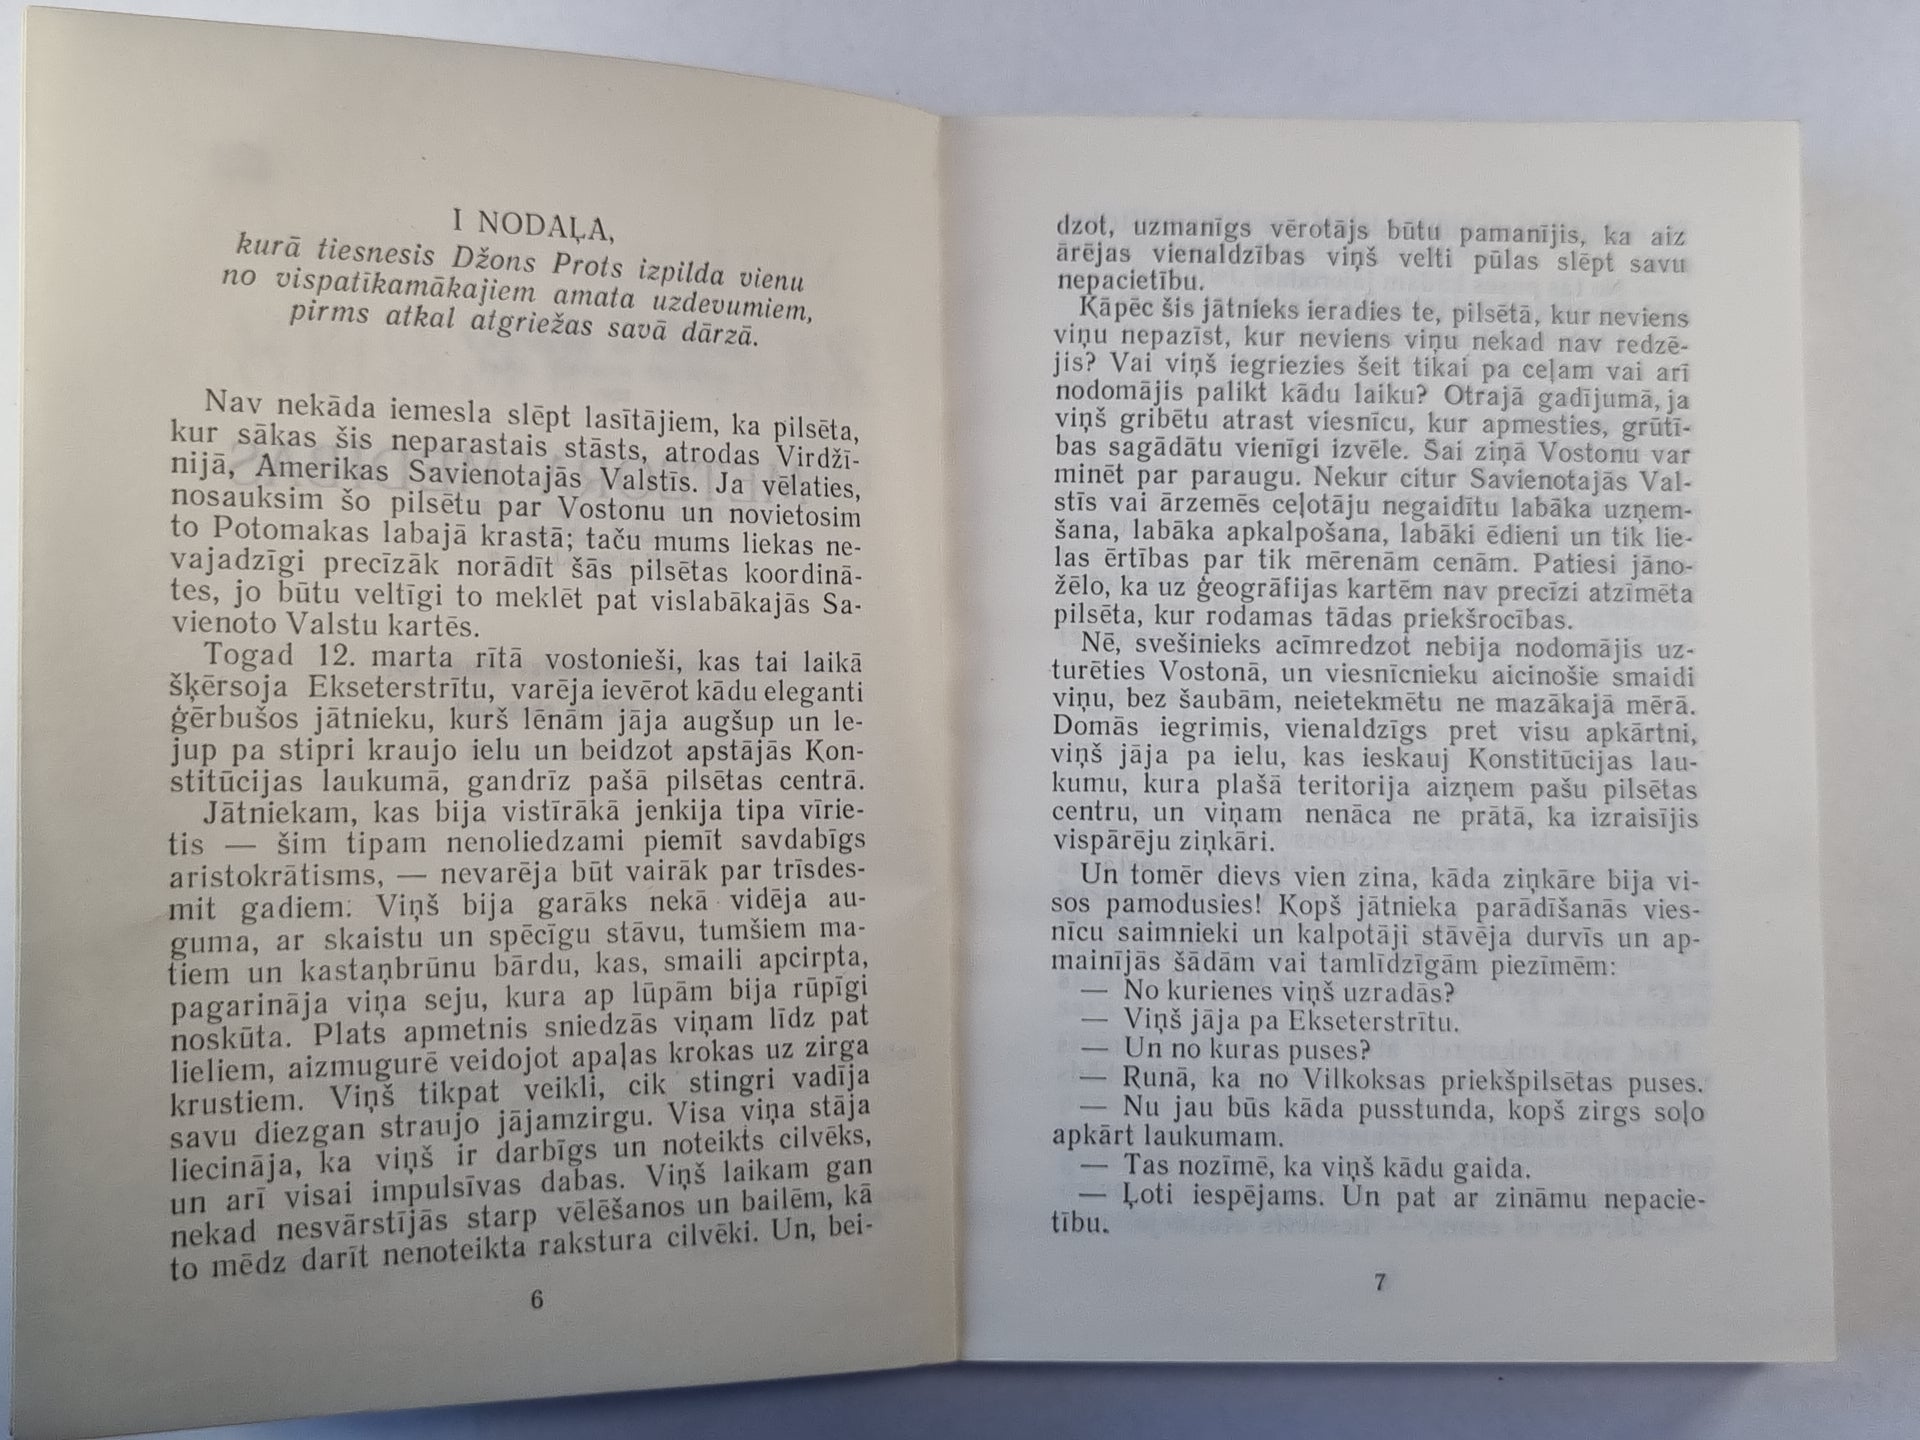 I NODAĻA,
kurā tiesnesis Džons Prots izpilda vienu
no vispatīkamākajiem amata uzdevumiem,
pirms atkal atgriežas savā dārzā.
Nav nekāda iemesla slēpt lasītājiem, ka pilsēta,
kur sākas šis neparastais stāsts, atrodas Virdžī-
nijā, Amerikas Savienotajās Valstīs. Ja vēlaties,
nosauksim šo pilsētu par Vostonu un novietosim
to Potomakas labajā krastā; taču mums liekas ne-
vajadzīgi precīzāk norādīt šās pilsētas koordinā-
tes, jo būtu veltīgi to meklēt pat vislabākajās Sa-
vienoto Valstu kartēs.
Togad 12. marta rītā vostonieši, kas tai laikā
šķērsoja Ekseterstrītu, varēja ievērot kādu eleganti
ģērbušos jātnieku, kurš lēnām jāja augšup un le-
jup pa stipri kraujo ielu un beidzot apstājās Kon-
stitūcijas laukumā, gandrīz pašā pilsētas centrā.
Jātniekam, kas bija vistīrākā jenkija tipa vīrie-
tis — šim tipam nenoliedzami piemīt savdabīgs
aristokrātisms, — nevarēja būt vairāk par trīsdes-
mit gadiem. Viņš bija garāks nekā vidēja au-
guma, ar skaistu un spēcīgu stāvu, tumšiem ma-
tiem un kastaņbrūnu bārdu, kas, smaili apcirpta,
pagarināja viņa seju, kura ap lūpām bija rūpīgi
noskūta. Plats apmetnis sniedzās viņam līdz pat
lieliem, aizmugurē veidojot apaļas krokas uz zirga
krustiem. Viņš tikpat veikli, cik stingri vadīja
savu diezgan straujo jājamzirgu. Visa viņa stāja
liecināja, ka viņš ir darbīgs un noteikts cilvēks,
un arī visai impulsīvas dabas. Viņš laikam gan
nekad nesvārstījās starp vēlēšanos un bailēm, kā
to mēdz darīt nenoteikta rakstura cilvēki. Un, bei-
6
dzot, uzmanīgs vērotājs būtu pamanījis, ka aiz
ārējas vienaldzības viņš velti pūlas slēpt savu
nepacietību.
Kāpēc šis jātnieks ieradies te, pilsētā, kur neviens
viņu nepazīst, kur neviens viņu nekad nav redzē-
jis? Vai viņš iegriezies šeit tikai pa ceļam vai arī
nodomājis palikt kādu laiku? Otrajā gadījumā, ja
viņš gribētu atrast viesnīcu, kur apmesties, grūtī-
bas sagādātu vienīgi izvēle. Šai ziņā Vostonu var
minēt par paraugu. Nekur citur Savienotajās Val-
stīs vai ārzemēs ceļotāju negaidītu labāka uzņem-
šana, labāka apkalpošana, labāki ēdieni un tik lie-
las ērtības par tik mērenām cenām. Patiesi jāno-
žēlo, ka uz ģeogrāfijas kartēm nav precīzi atzīmēta
pilsēta, kur rodamas tādas priekšrocības.
Nē, svešinieks acīmredzot nebija nodomājis uz-
turēties Vostonā, un viesnīcnieku aicinošie smaidi
viņu, bez šaubām, neietekmētu ne mazākajā mērā.
Domās iegrimis, vienaldzīgs pret visu apkārtni,
viņš jāja pa ielu, kas ieskauj Konstitūcijas lau-
kumu, kura plašā teritorija aizņem pašu pilsētas
centru, un viņam nenāca ne prātā, ka izraisījis
vispārēju ziņkāri.
Un tomēr dievs vien zina, kāda ziņkāre bija vi-
sos pamodusies! Kopš jātnieka parādīšanās vies-
nīcu saimnieki un kalpotāji stāvēja durvīs un ap-
mainījās šādām vai tamlīdzīgām piezīmēm:
— No kurienes viņš uzradās?
— Viņš jāja pa Ekseterstrītu.
— Un no kuras puses?
— Runā, ka no Vilkoksas priekšpilsētas puses.
— Nu jau būs kāda pusstunda, kopš zirgs soļo
apkārt laukumam.
— Tas nozīmē, ka viņš kādu gaida.
— Ļoti iespējams. Un pat ar zināmu nepacie-
tību.
7